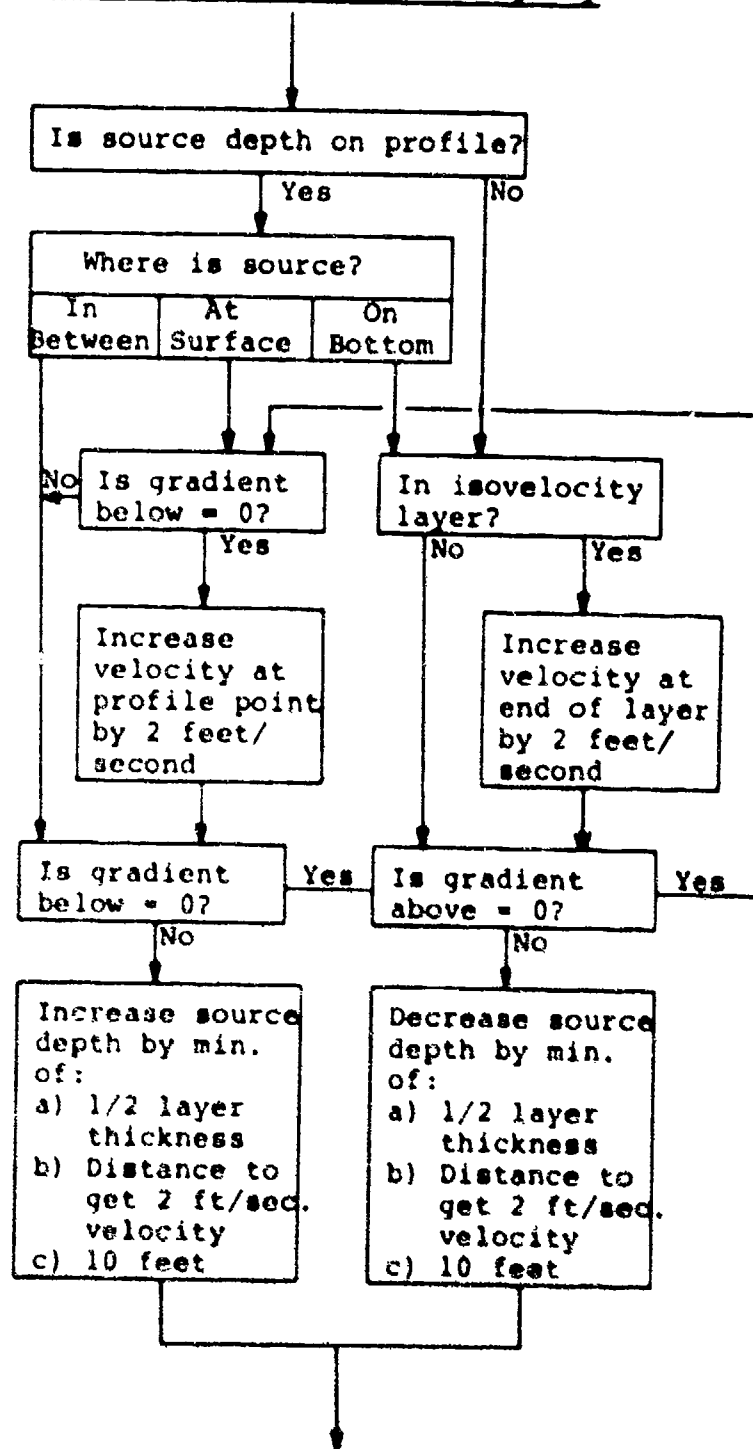 Is source depth on profile?
Yes
No
Where is source?
In
Between
At
Surface
On
Bottom
No
Is gradient
below = 0?
Yes
In isovelocity
layer?
No
Yes
Increase
velocity at
profile point
by 2 feet/
second
Increase
velocity at
end of layer
by 2 feet/
second
Is gradient
below = 0?
Yes
Is gradient
above = 0?
Yes
No
No
Increase source
depth by min.
of:
a) 1/2 layer
thickness
b) Distance to
get 2 ft/sec.
velocity
c) 10 feet
Decrease source
depth by min.
of:
a) 1/2 layer
thickness
b) Distance to
get 2 ft/sec.
velocity
c) 10 feet